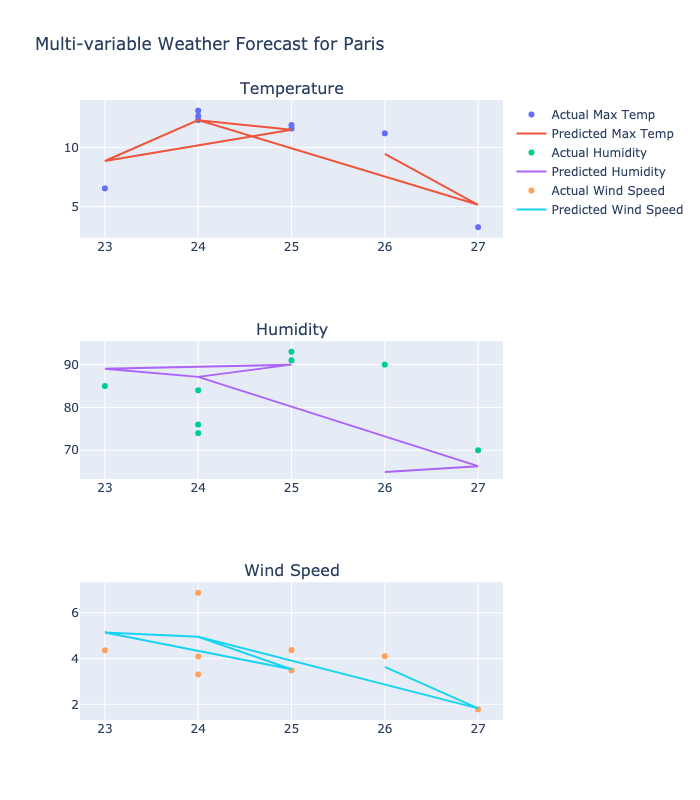 Multi-variable Weather Forecast for Paris
Temperature
Actual Max Temp
Predicted Max Temp
Actual Humidity
Predicted Humidity
Actual Wind Speed
Predicted Wind Speed
10
5
23 24 25 26 27
Humidity
90
80
70
23 24 25 26 27
Wind Speed
6
4
2
23 24 25 26 27